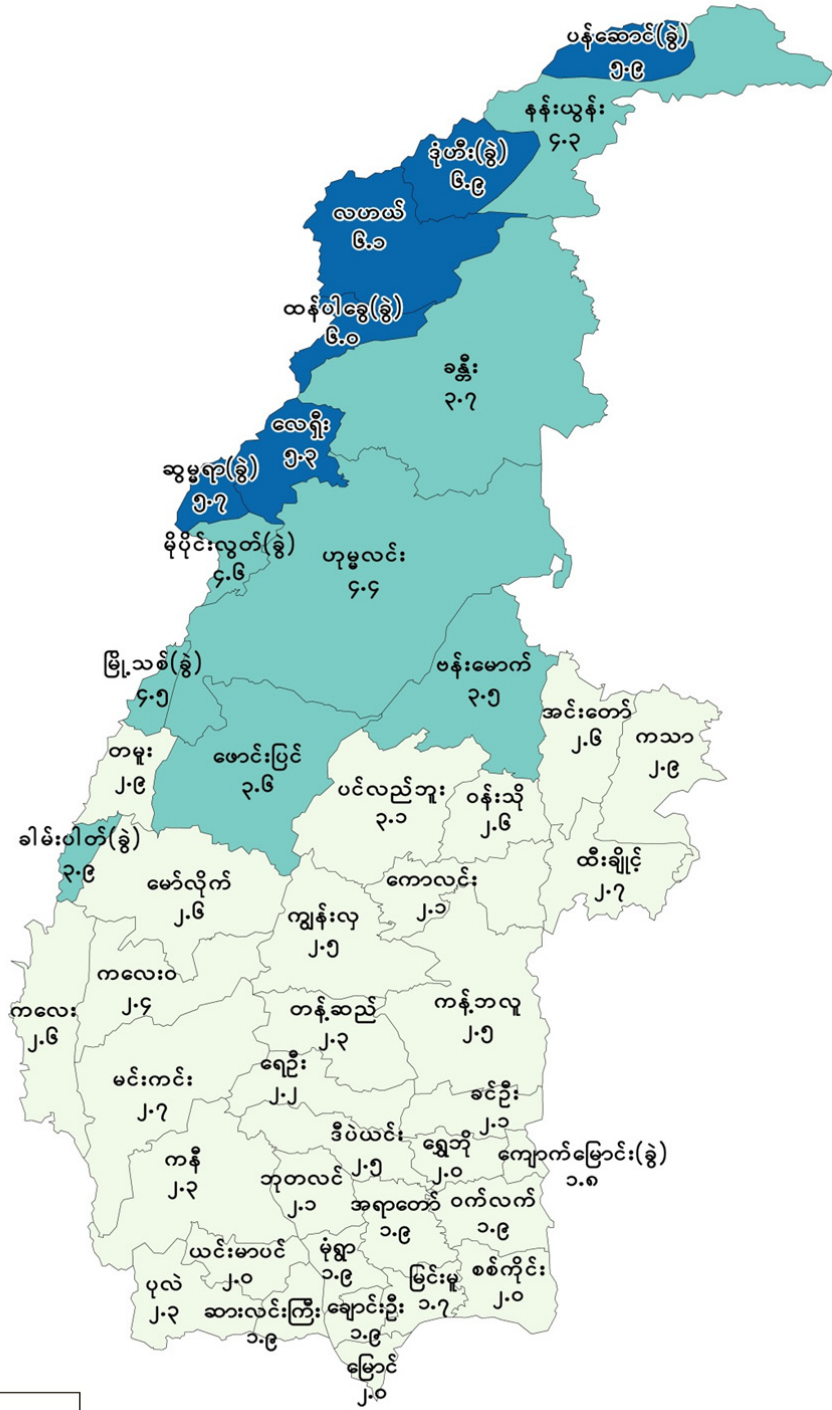 ပန်ဆောင်(ခွဲ)
၅.၉
နန်းယွန်း
၄.၃
ဒုံဟီး(ခွဲ)
၆.၉
လဟယ်
၆.၁
ထန်ပါခွေ(ခွဲ)
၆.၀
ခန္တီး
၃.၇
လေရှီး
၅.၃
ဆွမ္မရာ(ခွဲ)
၅.၇
မိုပိုင်းလွတ်(ခွဲ)
၄.၆
ဟုမ္မလင်း
၄.၄
မြို့သစ်(ခွဲ)
၄.၅
ဗန်းမောက်
၃.၅
အင်းတော်
၂.၆
ကသာ
၂.၉
တမူး
၂.၉
ဖောင်းပြင်
၃.၆
ပင်လည်ဘူး
၃.၁
ဝန်းသို
၂.၆
ခါမ်းပါတ်(ခွဲ)
၃.၉
မော်လိုက်
၂.၆
ကောလင်း
၂.၁
ထီးချိုင့်
၂.၇
ကျွန်းလှ
၂.၅
ကလေးဝ
၂.၄
ကလေး
၂.၆
တန့်ဆည်
၂.၃
ကန့်ဘလူ
၂.၅
မင်းကင်း
၂.၇
ရေဦး
၂.၂
ခင်ဦး
၂.၁
ဒီပဲယင်း
၂.၅
ရွှေဘို
၂.၀
ကျောက်မြောင်း(ခွဲ)
၁.၈
ကနီ
၂.၃
ဘုတလင်
၂.၁
အရာတော်
၁.၉
ဝက်လက်
၁.၉
ယင်းမာပင်
၂.၀
မုံရွာ
၁.၉
မြင်းမူ
၁.၇
စစ်ကိုင်း
၂.၀
ပုလဲ
၂.၃
ဆားလင်းကြီး
၁.၉
ချောင်းဦး
၁.၉
မြောင်
၂.၀